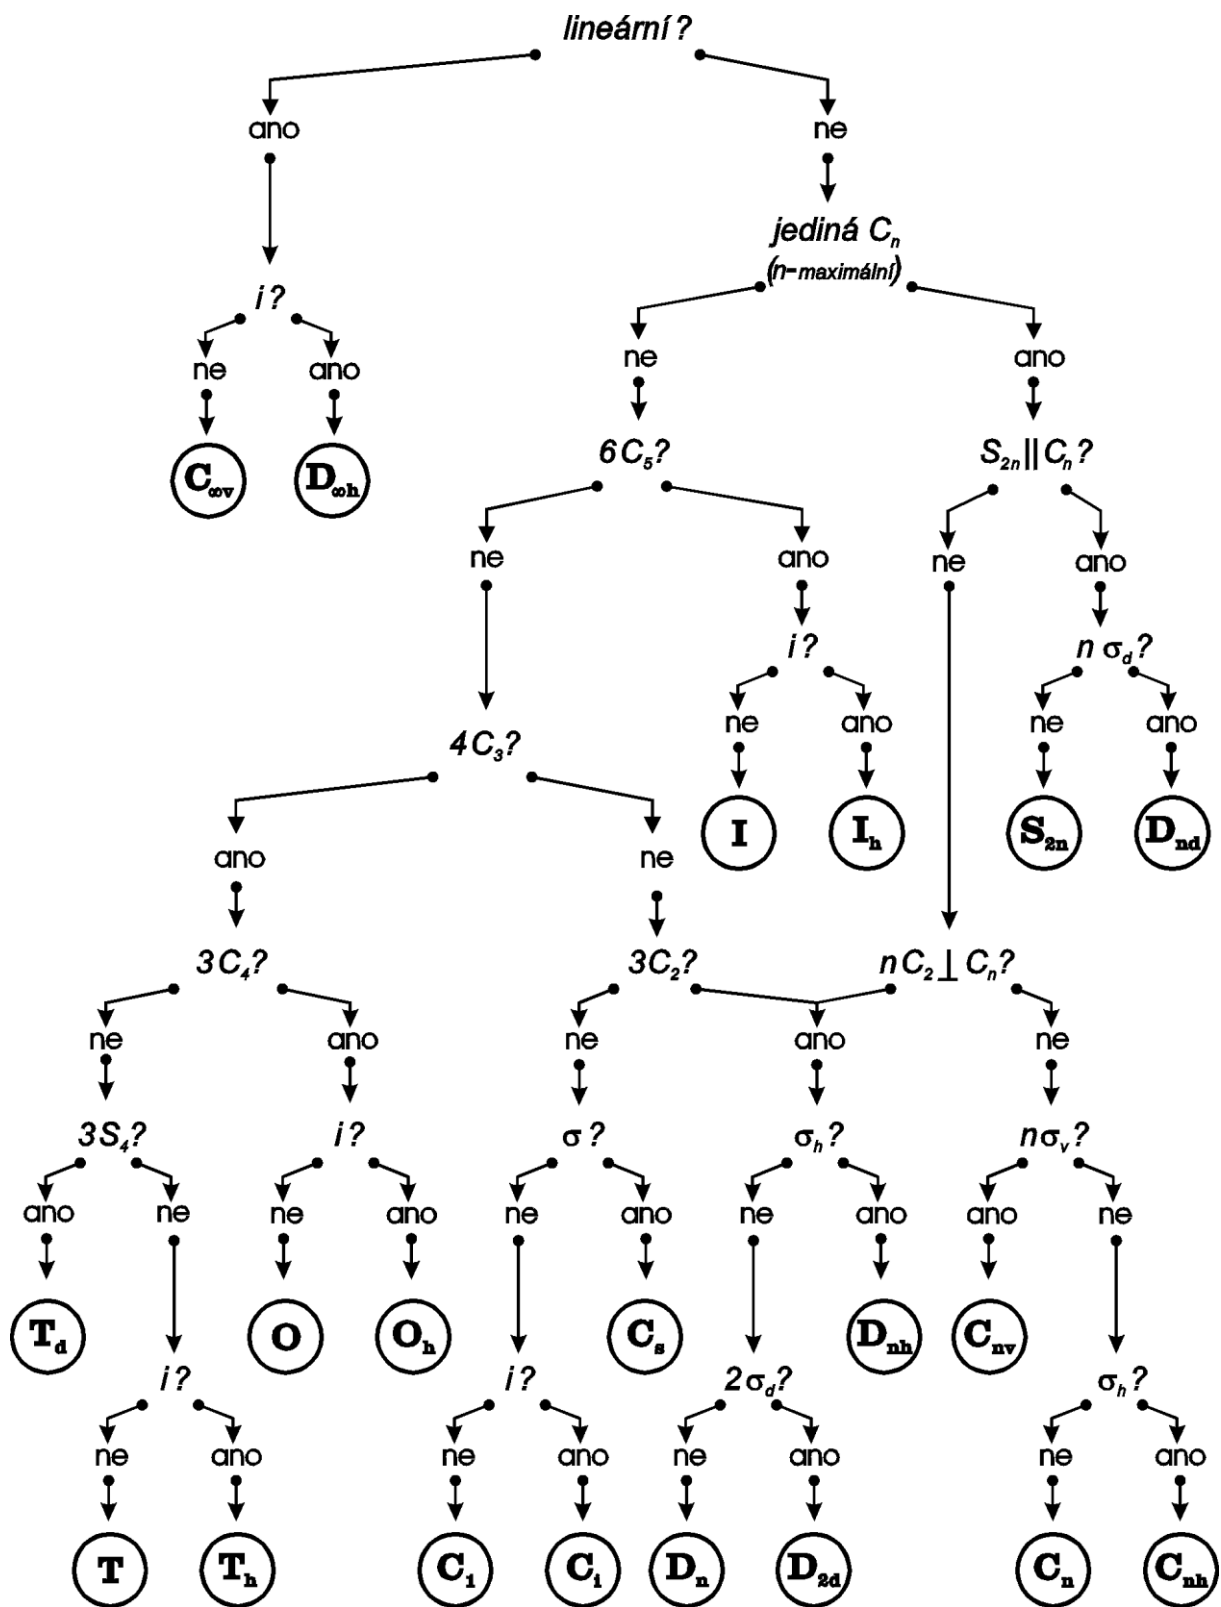 lineární ?
ano ne
jediná Cₙ
(n-maximální)
i ?
ne ano
ne ano
C∞v D∞h
6 C₅? S₂ₙ || Cₙ ?
ne ano ne ano
i ? n σd ?
ne ano ne ano
4 C₃?
I Iₕ S₂ₙ Dnd
ano ne
3 C₄? 3 C₂? n C₂ ⊥ Cₙ?
ne ano ne ano ne
3 S₄? i ? σ ? σₕ ? n σᵥ ?
ano ne ne ano ne ano ne ano ano ne
Td O Oₕ Cₛ Dnh Cnv
i ? i ? 2 σd ? σₕ ?
ne ano ne ano ne ano ne ano
T Tₕ C₁ Cᵢ Dₙ D2d Cₙ Cnh